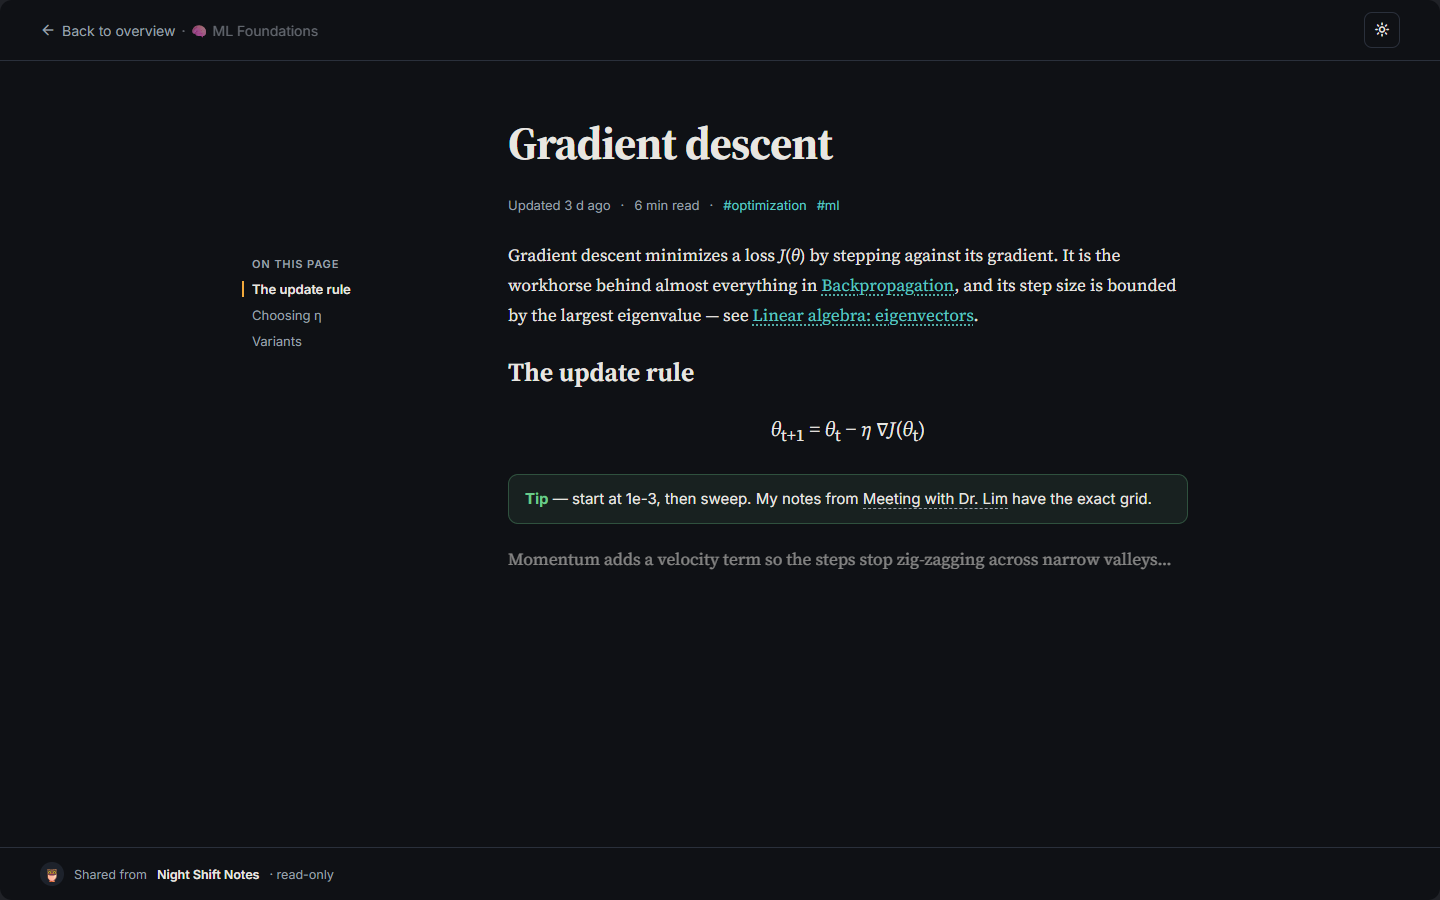 ← Back to overview · 🧠 ML Foundations
Gradient descent
Updated 3 d ago · 6 min read · #optimization #ml
ON THIS PAGE
The update rule
Choosing η
Variants
Gradient descent minimizes a loss J(θ) by stepping against its gradient. It is the
workhorse behind almost everything in Backpropagation, and its step size is bounded
by the largest eigenvalue — see Linear algebra: eigenvectors.
The update rule
θₜ₊₁ = θₜ − η ∇J(θₜ)
Tip — start at 1e-3, then sweep. My notes from Meeting with Dr. Lim have the exact grid.
Momentum adds a velocity term so the steps stop zig-zagging across narrow valleys...
Shared from Night Shift Notes · read-only